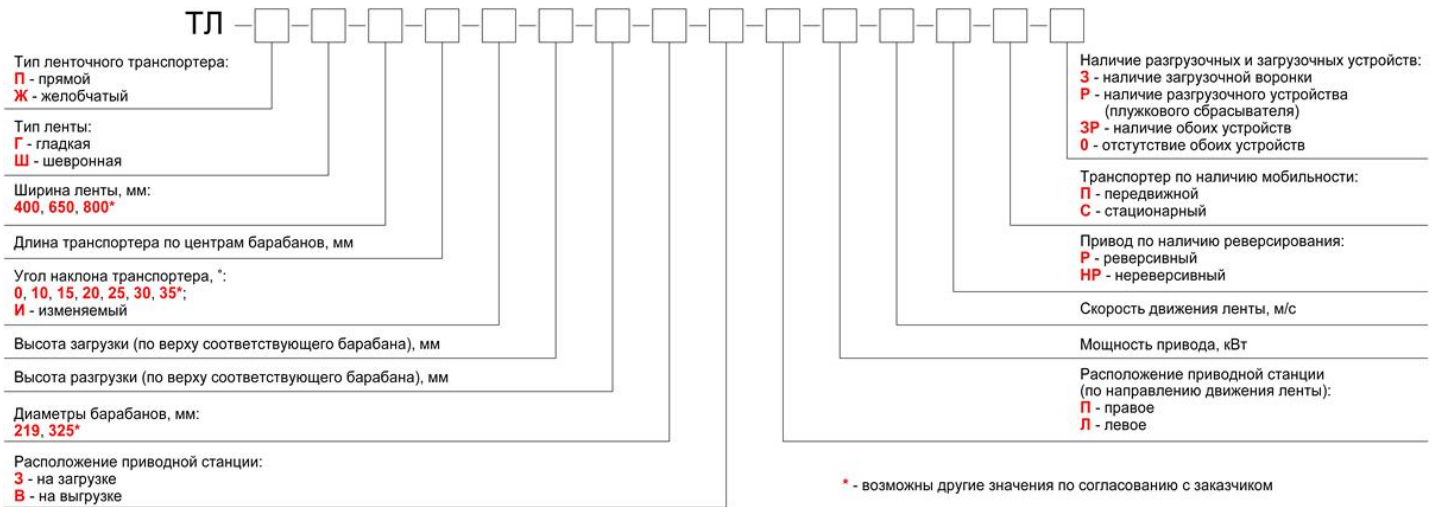 ТЛ
Тип ленточного транспортера:
П - прямой
Ж - желобчатый
Тип ленты:
Г - гладкая
Ш - шевронная
Ширина ленты, мм:
400, 650, 800*
Длина транспортера по центрам барабанов, мм
Угол наклона транспортера, °:
0, 10, 15, 20, 25, 30, 35*;
И - изменяемый
Высота загрузки (по верху соответствующего барабана), мм
Высота разгрузки (по верху соответствующего барабана), мм
Диаметры барабанов, мм:
219, 325*
Расположение приводной станции:
З - на загрузке
В - на выгрузке
Наличие разгрузочных и загрузочных устройств:
З - наличие загрузочной воронки
Р - наличие разгрузочного устройства
(плужкового сбрасывателя)
ЗР - наличие обоих устройств
0 - отстутствие обоих устройств
Транспортер по наличию мобильности:
П - передвижной
С - стационарный
Привод по наличию реверсирования:
Р - реверсивный
НР - нереверсивный
Скорость движения ленты, м/с
Мощность привода, кВт
Расположение приводной станции
(по направлению движения ленты):
П - правое
Л - левое
* - возможны другие значения по согласованию с заказчиком